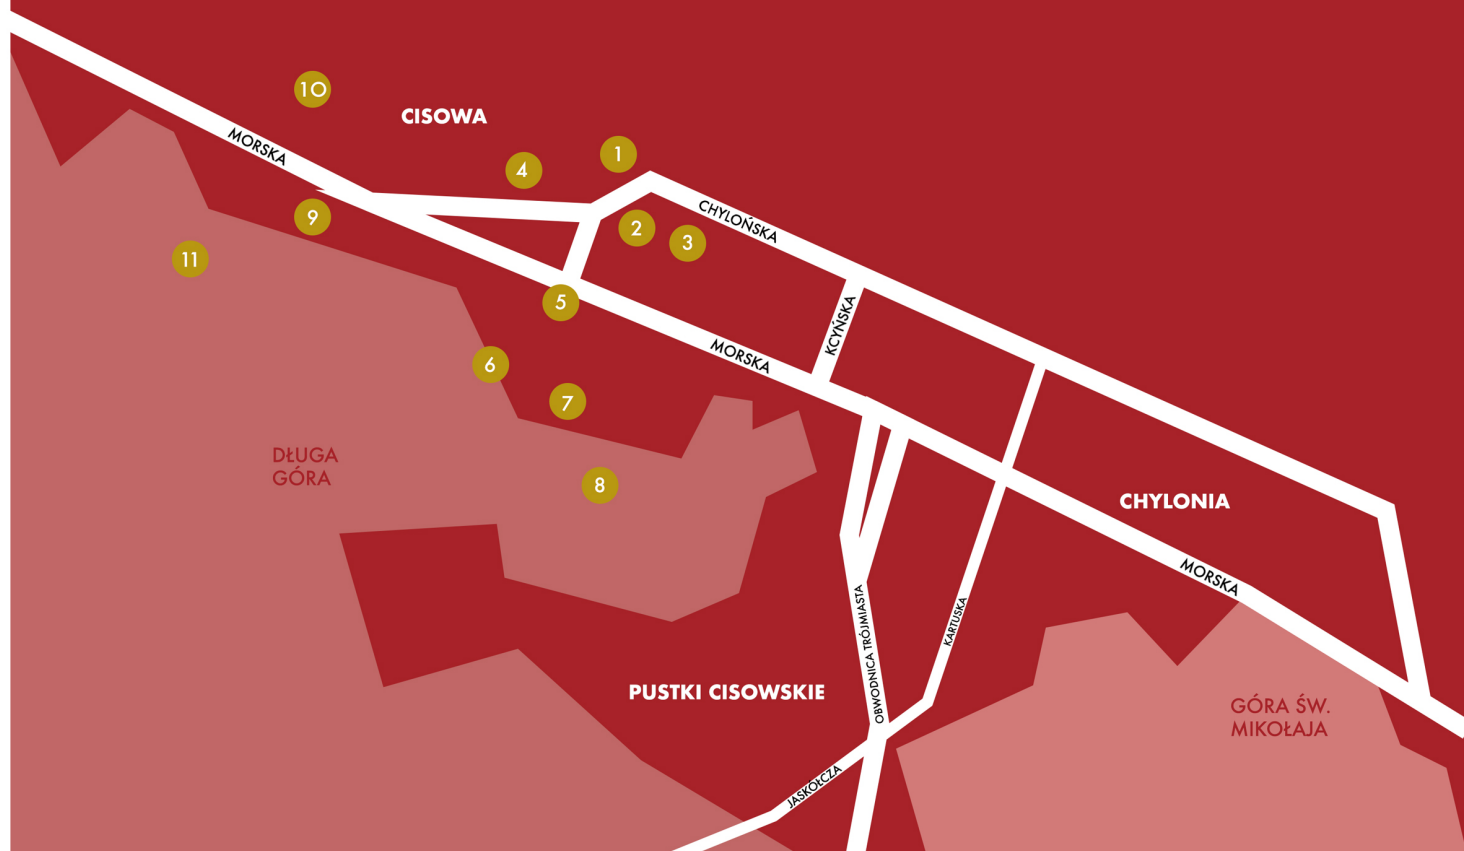 10
CISOWA
MORSKA
1
4
9
2
3
CHYLOŃSKA
11
5
KCYŃSKA
MORSKA
6
7
DŁUGA
GÓRA
8
CHYLONIA
MORSKA
KARTUSKA
OBWODNICA TRÓJMIASTA
PUSTKI CISOWSKIE
GÓRA ŚW.
MIKOŁAJA
JASKÓŁCZA